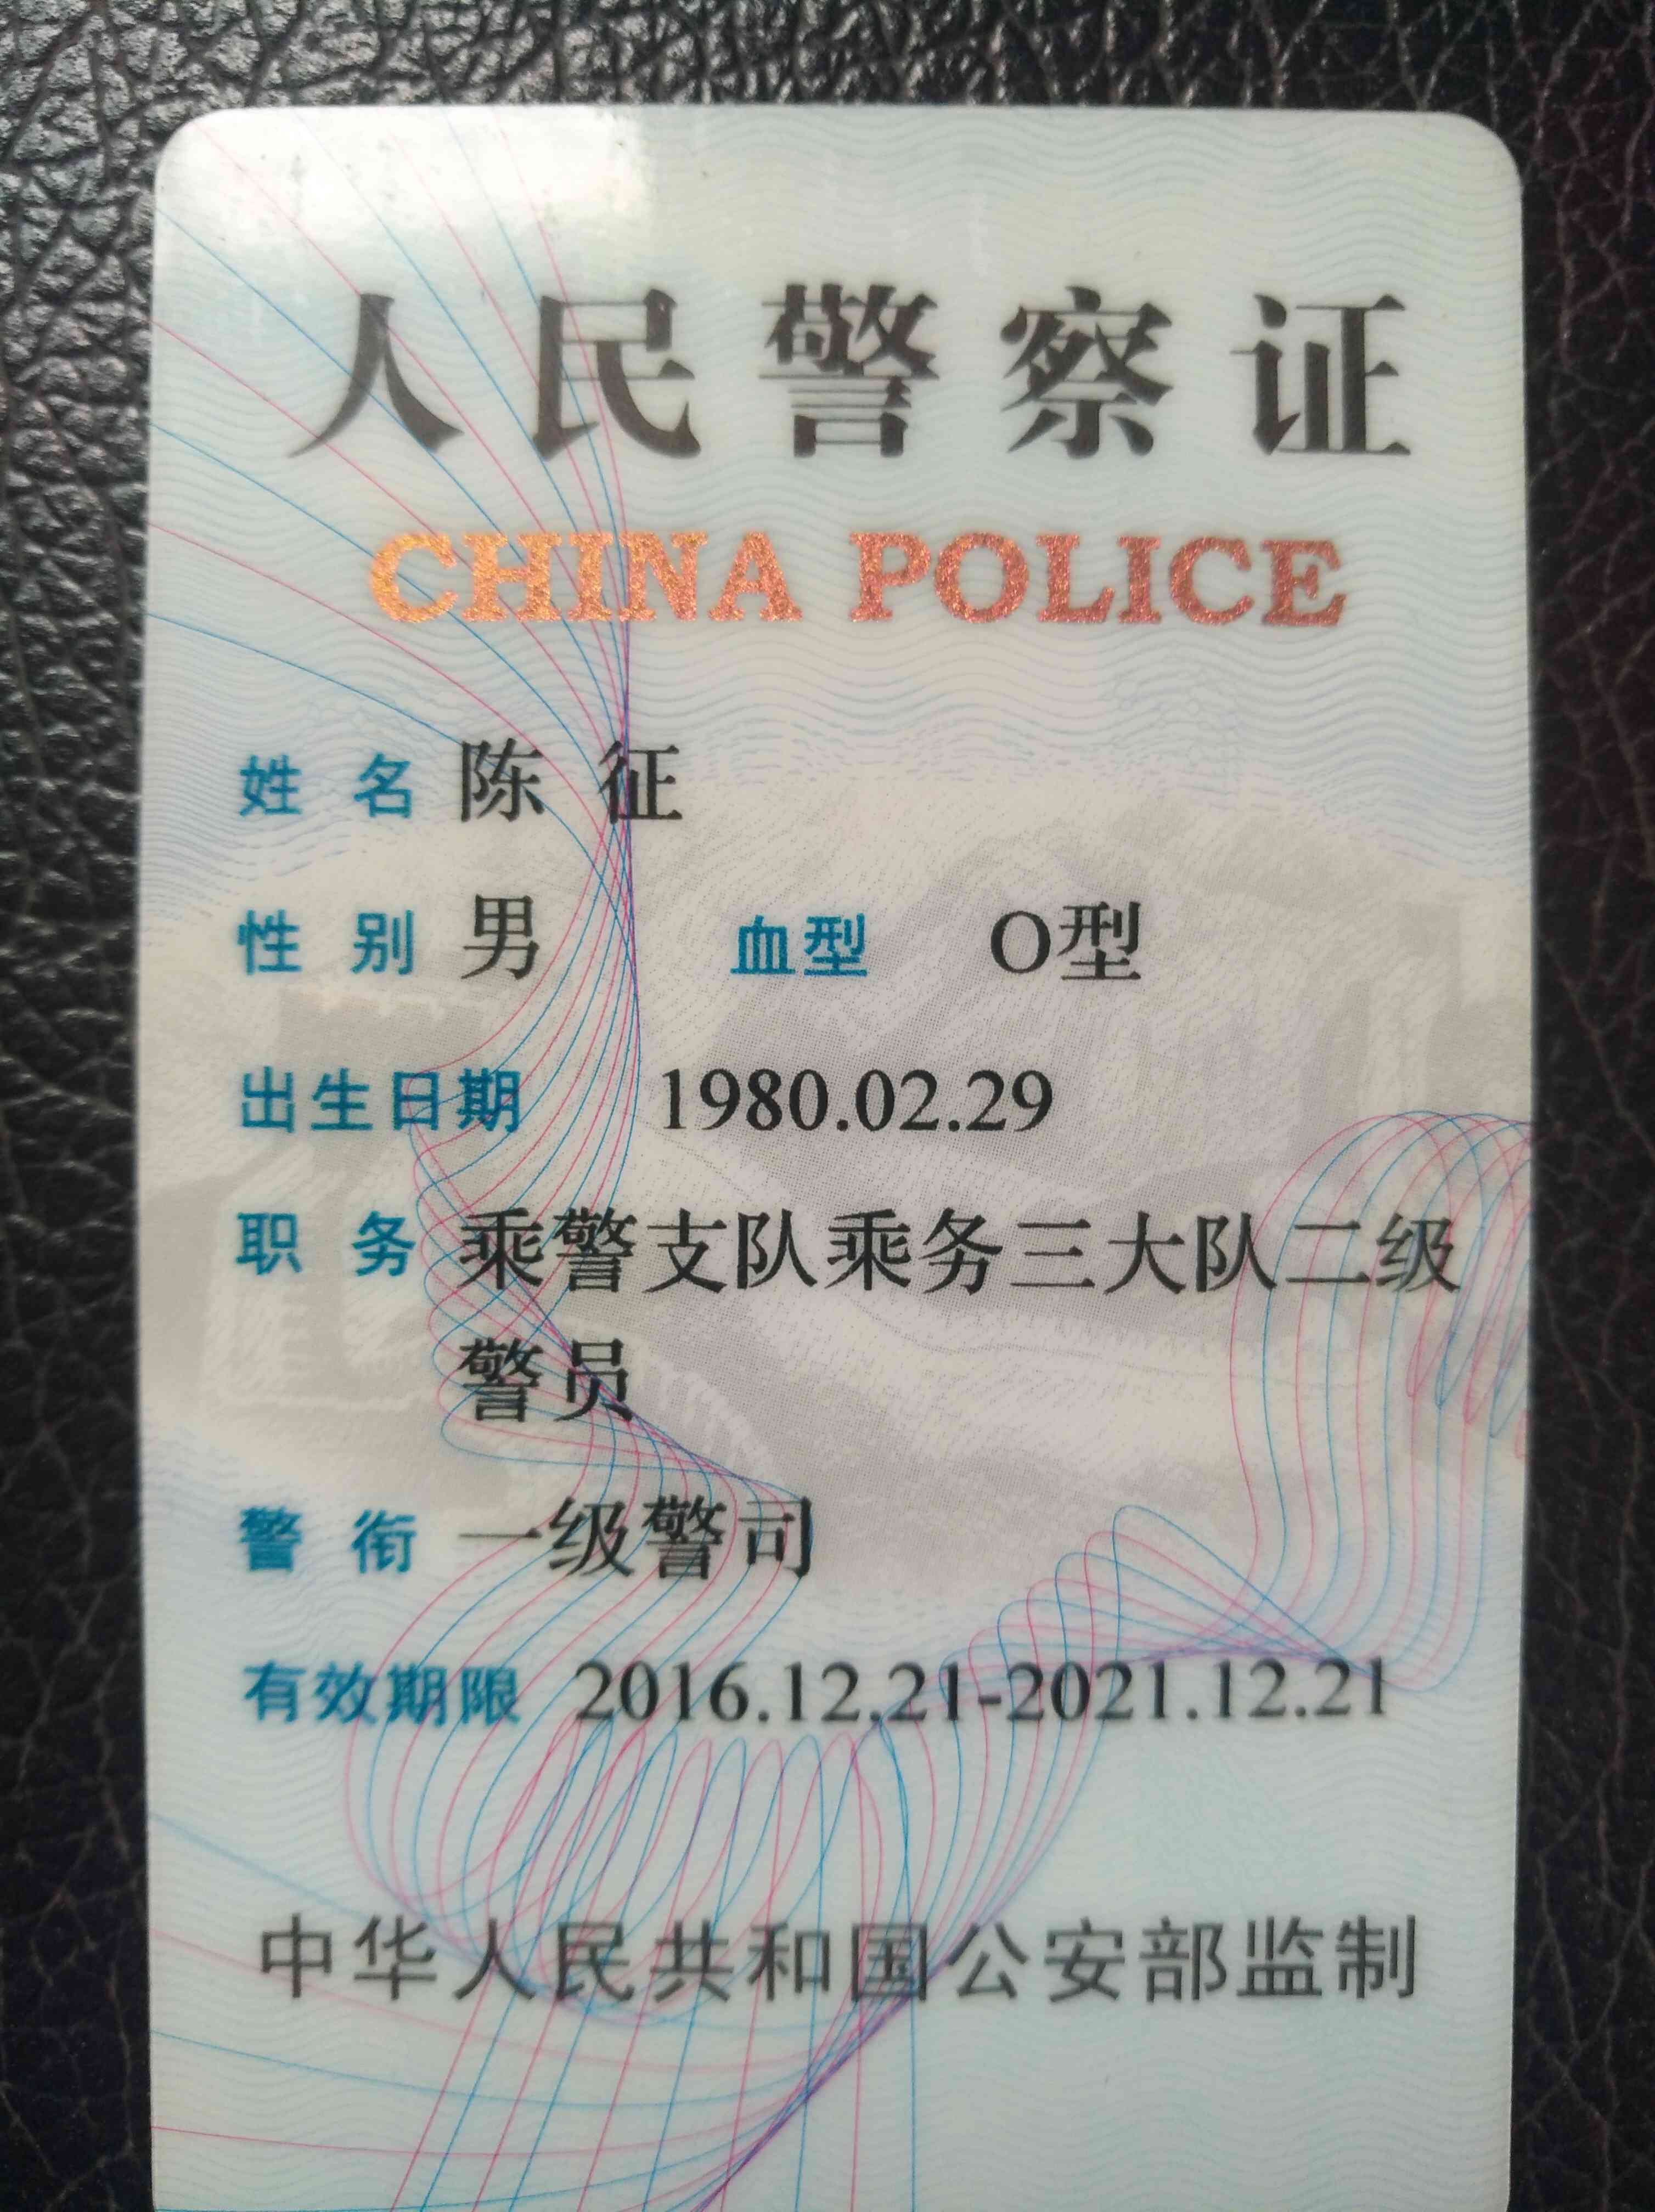 人民警察证
CHINA POLICE
姓名 陈征
性别 男 血型 O型
出生日期 1980.02.29
职务 乘警支队乘务三大队二级
警员
警衔 一级警司
有效期限 2016.12.21-2021.12.21
中华人民共和国公安部监制